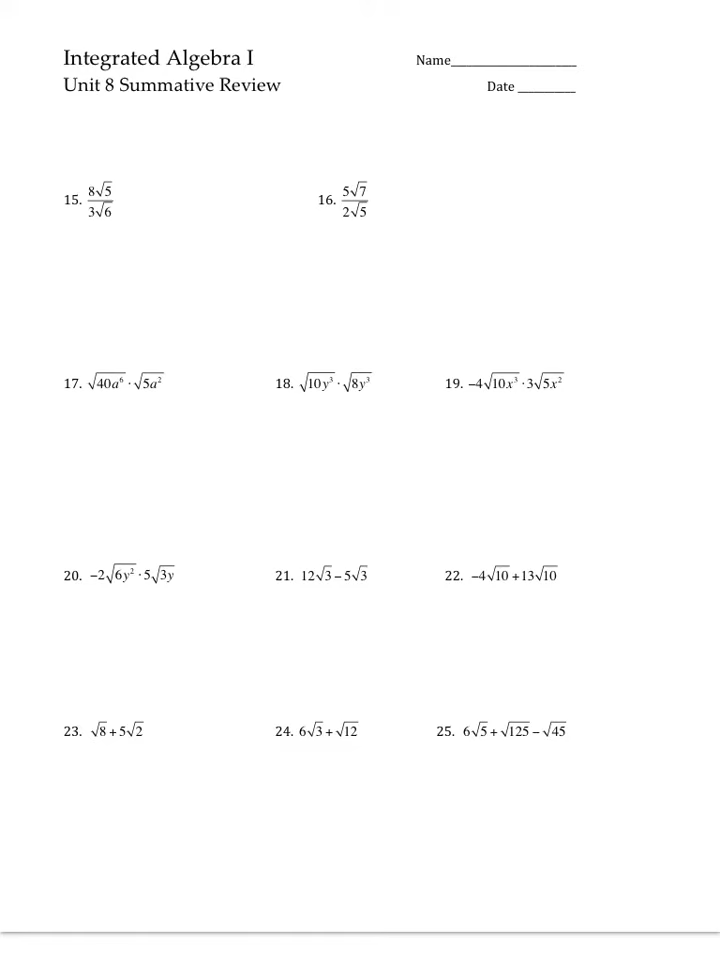 Integrated Algebra I Name__________________
Unit 8 Summative Review Date ________
15. 8√5/3√6 16. 5√7/2√5
17. √40a⁶ · √5a² 18. √10y³ · √8y³ 19. –4√10x³ · 3√5x²
20. –2√6y² · 5√3y 21. 12√3 – 5√3 22. –4√10 + 13√10
23. √8 + 5√2 24. 6√3 + √12 25. 6√5 + √125 – √45